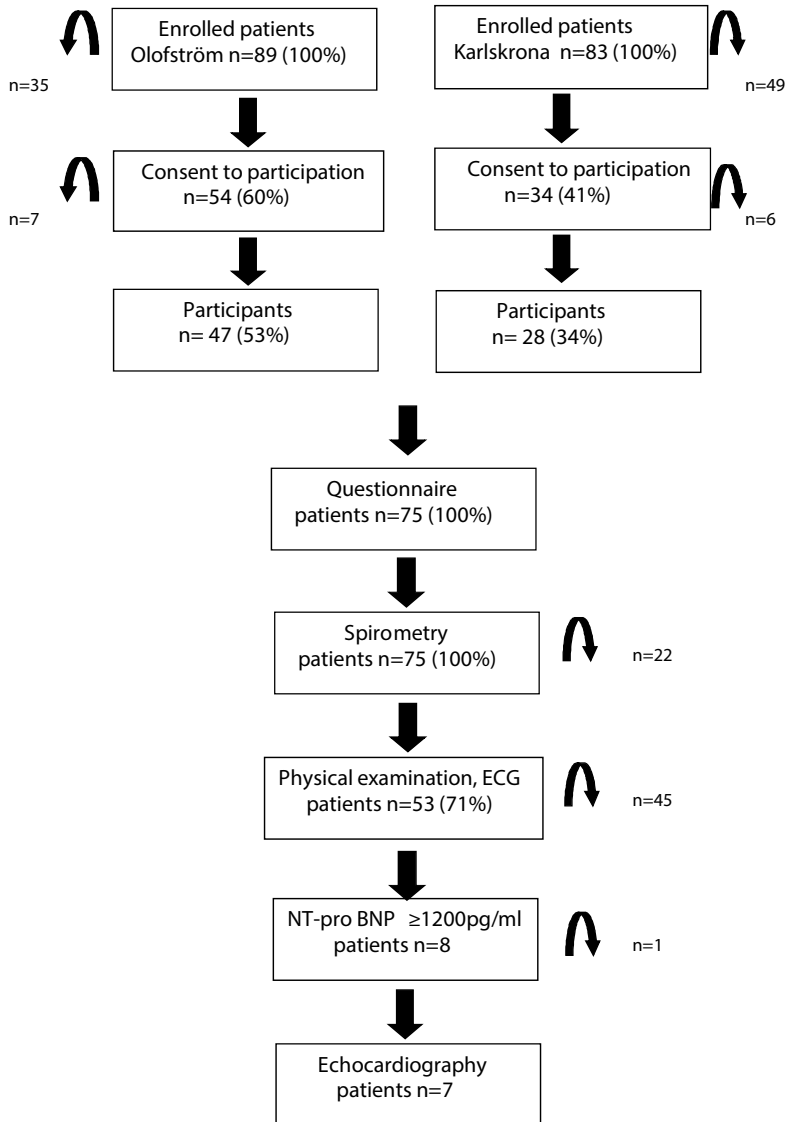 Enrolled patients
Olofström n=89 (100%)
n=35
Enrolled patients
Karlskrona n=83 (100%)
n=49
Consent to participation
n=54 (60%)
n=7
Consent to participation
n=34 (41%)
n=6
Participants
n= 47 (53%)
Participants
n= 28 (34%)
Questionnaire
patients n=75 (100%)
Spirometry
patients n=75 (100%)
n=22
Physical examination, ECG
patients n=53 (71%)
n=45
NT-pro BNP ≥1200pg/ml
patients n=8
n=1
Echocardiography
patients n=7